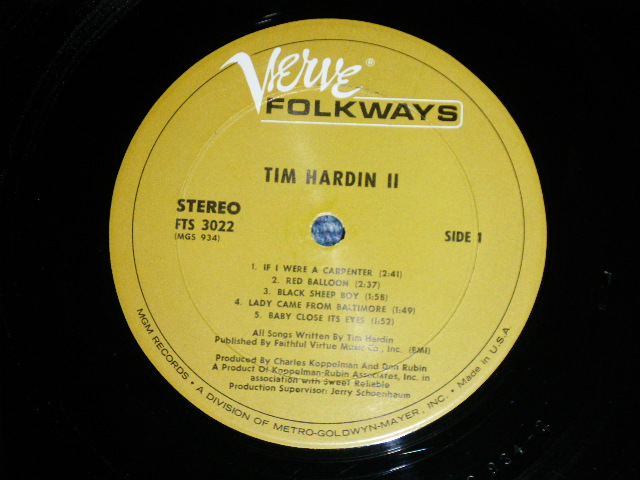 Verve®
FOLKWAYS
TIM HARDIN II
STEREO
FTS 3022
(MGS 934)
SIDE 1
1. IF I WERE A CARPENTER (2:41)
2. RED BALLOON (2:37)
3. BLACK SHEEP BOY (1:58)
4. LADY CAME FROM BALTIMORE (1:49)
5. BABY CLOSE ITS EYES (1:52)
All Songs Written By Tim Hardin
Published By Faithful Virtue Music Co., Inc. (BMI)
Produced By Charles Koppelman And Don Rubin
A Product Of Koppelman-Rubin Associates, Inc. in
association with Sweet Reliable
Production Supervisor: Jerry Schoenbaum
MGM RECORDS • A DIVISION OF METRO-GOLDWYN-MAYER, INC. • Made in U.S.A